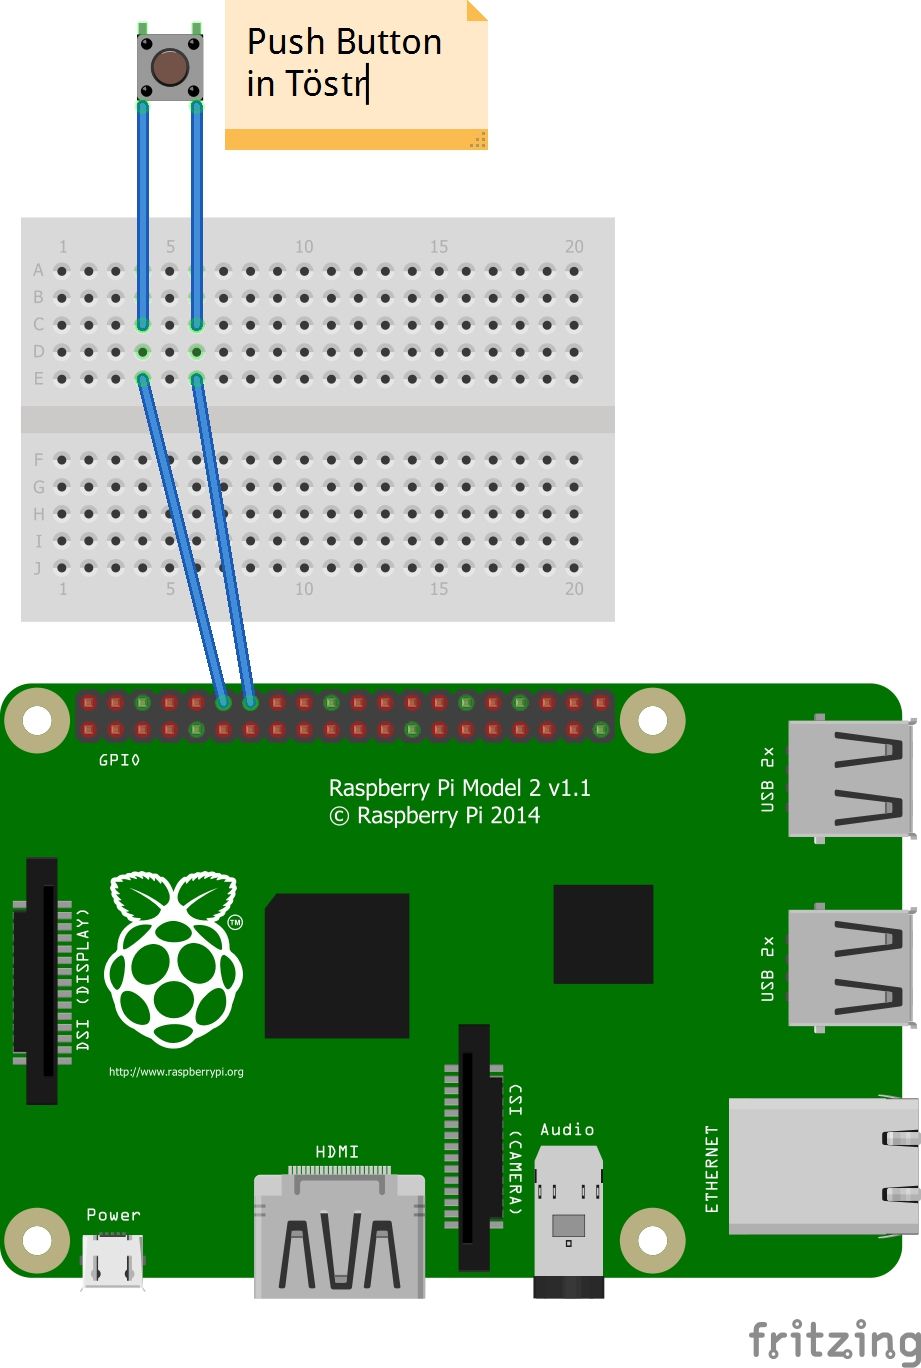 Push Button
in Töstr
1 5 10 15 20
A
B
C
D
E
F
G
H
I
J
1 5 10 15 20
GPIO
Raspberry Pi Model 2 v1.1
© Raspberry Pi 2014
USB 2x
DSI (DISPLAY)
TM
USB 2x
http://www.raspberrypi.org
CSI (CAMERA)
Audio
ETHERNET
HDMI
Power
fritzing